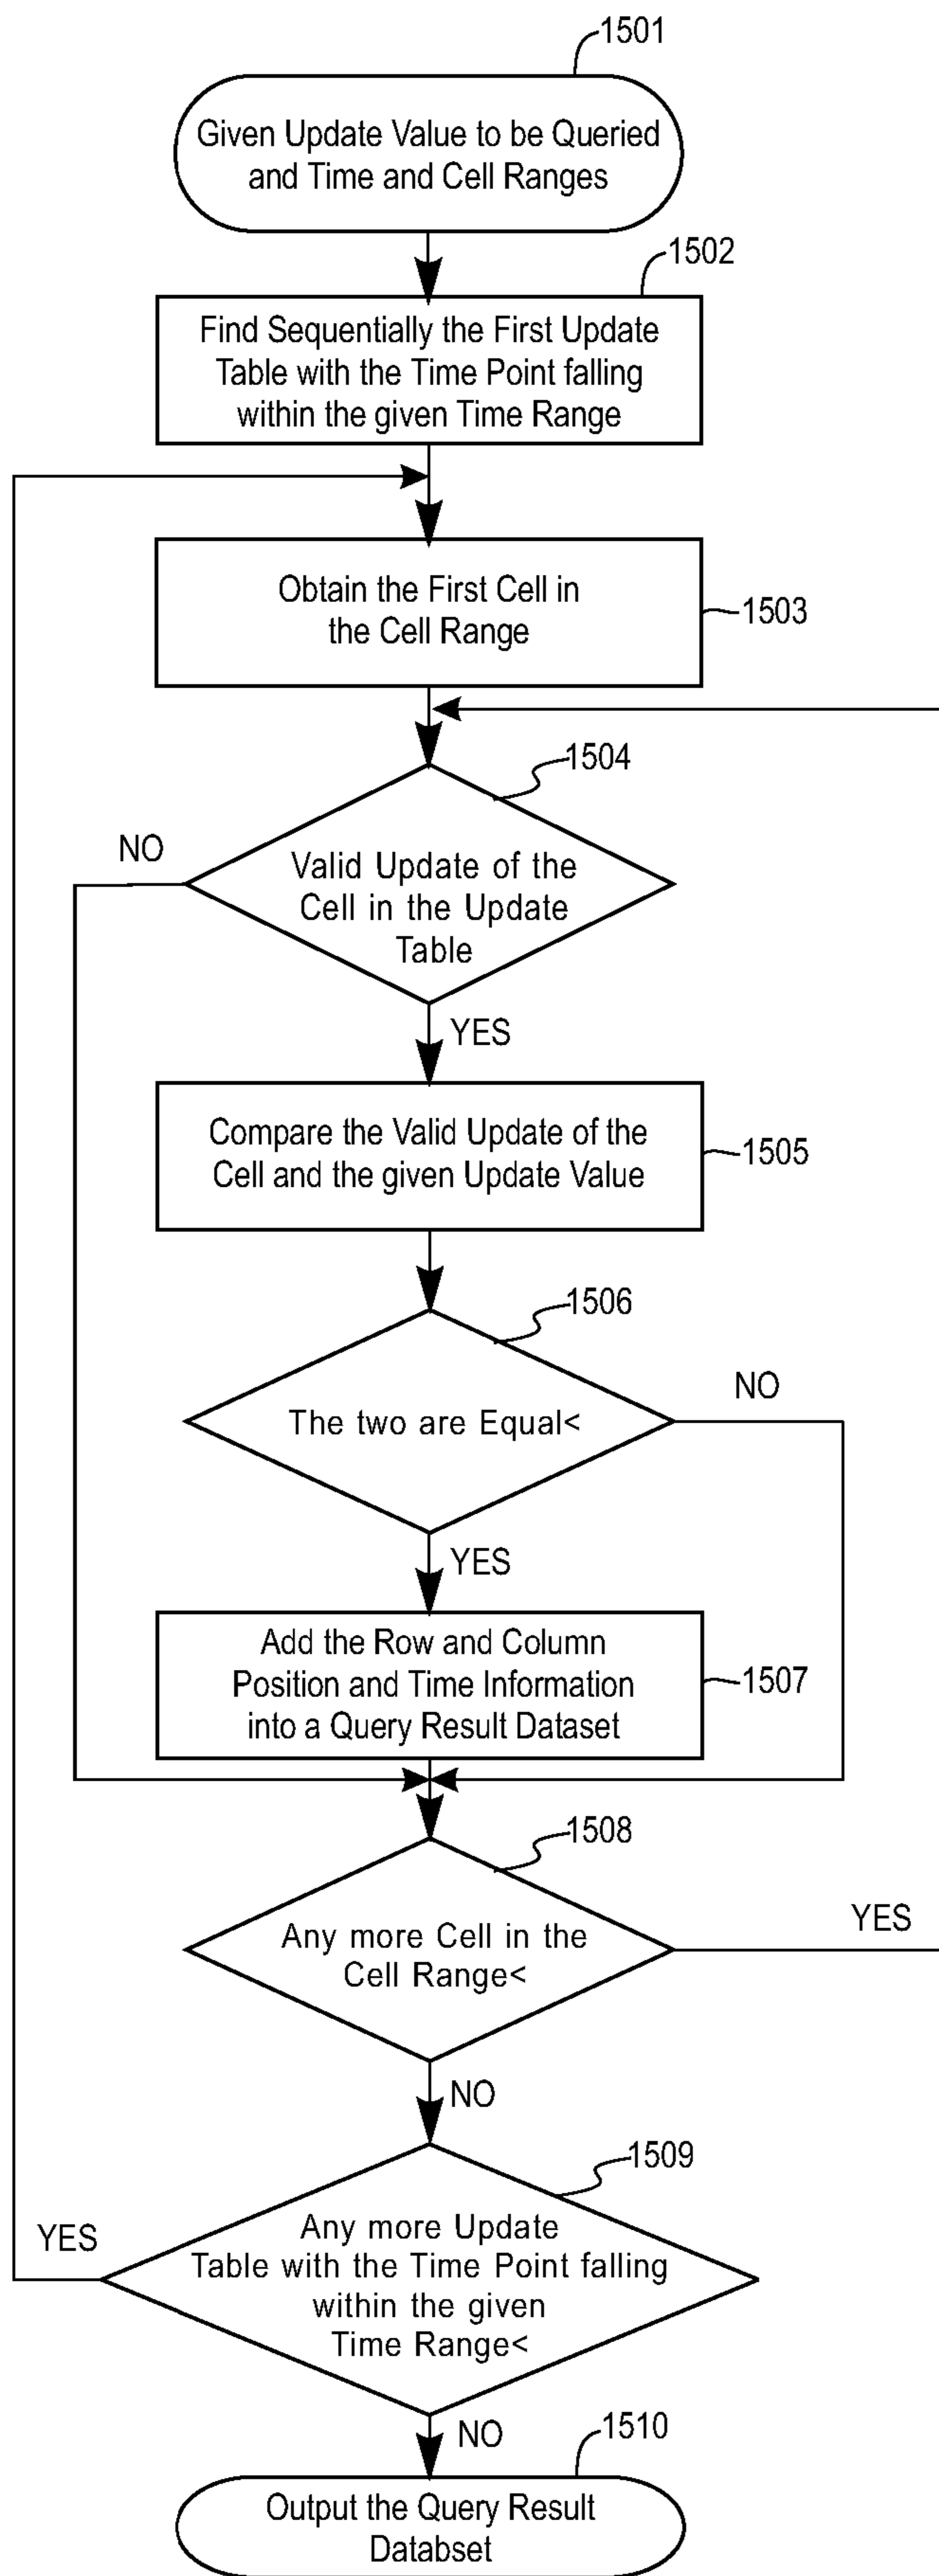 1501
Given Update Value to be Queried
and Time and Cell Ranges
1502
Find Sequentially the First Update
Table with the Time Point falling
within the given Time Range
Obtain the First Cell in
the Cell Range
1503
1504
NO
Valid Update of the
Cell in the Update
Table
YES
Compare the Valid Update of the
Cell and the given Update Value
1505
1506
NO
The two are Equal<
YES
Add the Row and Column
Position and Time Information
into a Query Result Dataset
1507
1508
YES
Any more Cell in the
Cell Range<
NO
1509
YES
Any more Update
Table with the Time Point falling
within the given
Time Range<
NO
1510
Output the Query Result
Databset